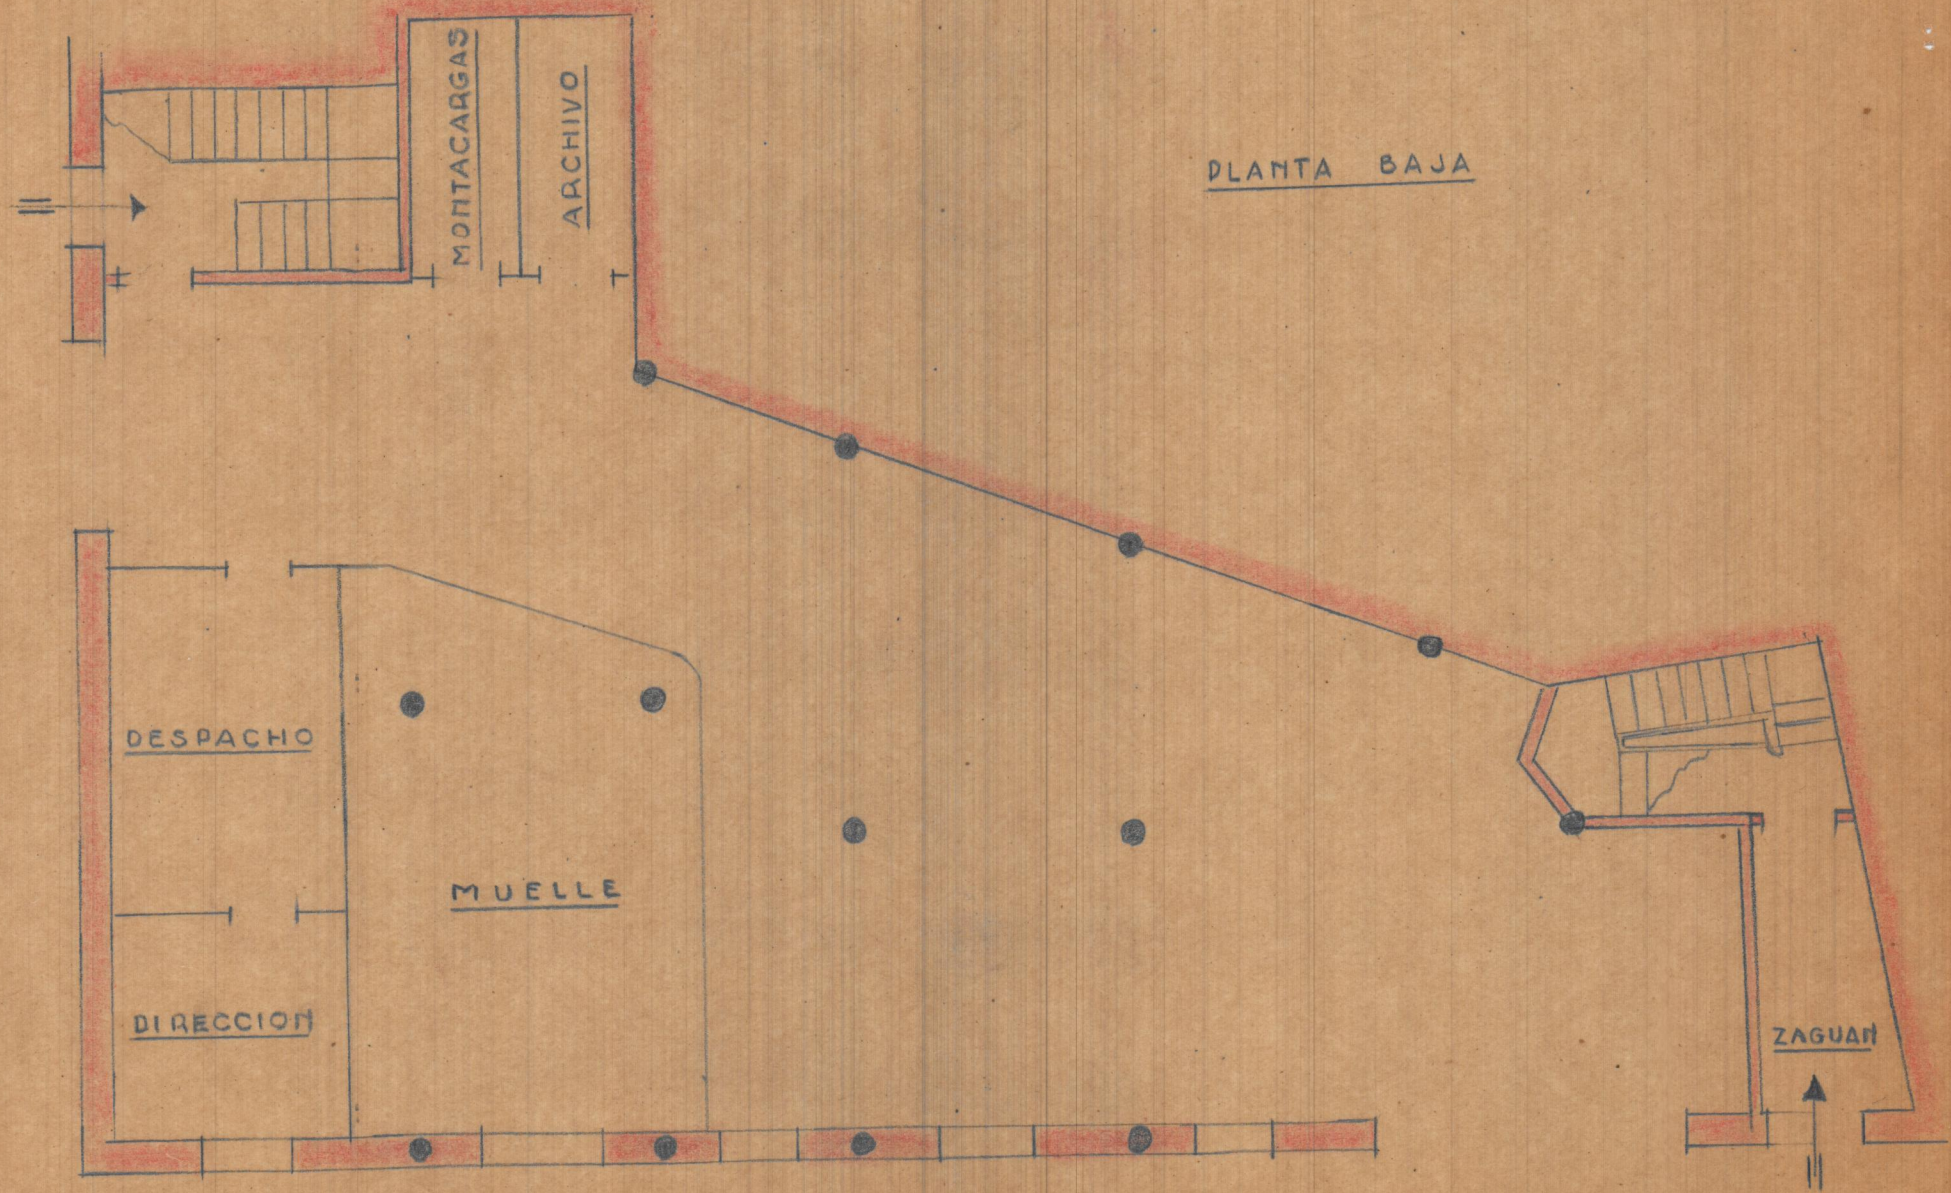 MONTACARGAS
ARCHIVO
PLANTA BAJA
DESPACHO
MUELLE
DIRECCION
ZAGUAN